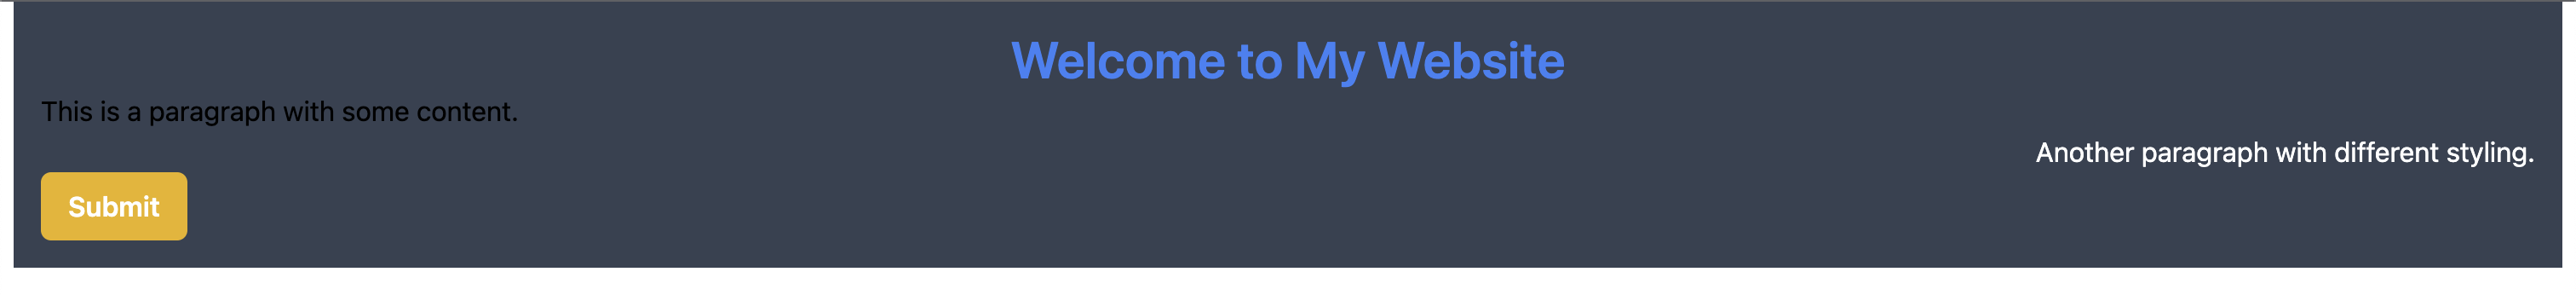 Welcome to My Website
This is a paragraph with some content.
Another paragraph with different styling.
Submit